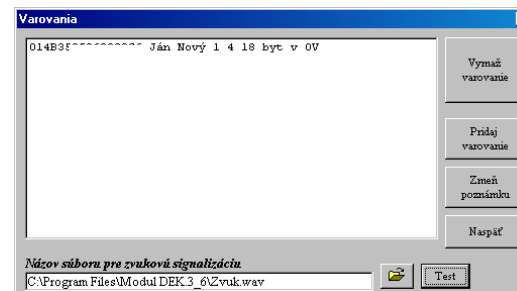 Varovania
Ján Nový 1 4 18 byt v 0V
Vymaž
varovanie
Pridaj
varovanie
Zmeň
poznámku
Naspäť
Názov súboru pre zvukovú signalizáciu
C:\Program Files\Modul DEK.3_6\Zvuk.wav
Test